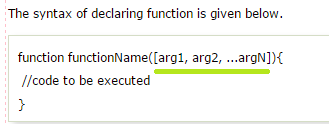 The syntax of declaring function is given below.
function functionName([arg1, arg2, ...argN]){
//code to be executed
}